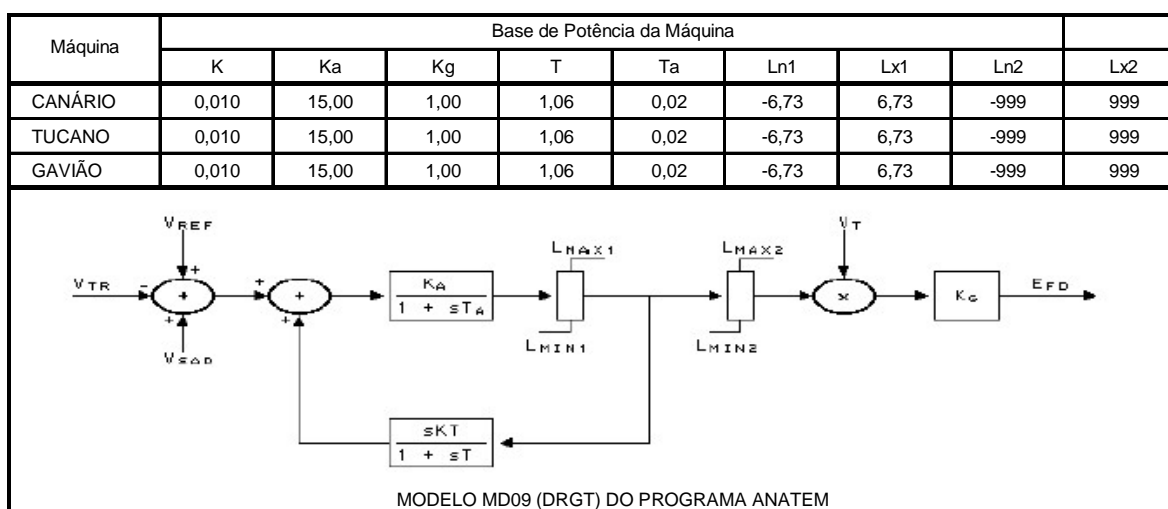 Máquina Base de Potência da Máquina
K Ka Kg T Ta Ln1 Lx1 Ln2 Lx2
CANÁRIO 0,010 15,00 1,00 1,06 0,02 -6,73 6,73 -999 999
TUCANO 0,010 15,00 1,00 1,06 0,02 -6,73 6,73 -999 999
GAVIÃO 0,010 15,00 1,00 1,06 0,02 -6,73 6,73 -999 999
VREF
LMAX1
LMAX2
VT
VTR - + + + + + KA x KG EFD
1 + sTA
LMIN1
LMIN2
+ +
VSAD
sKT
1 + sT
MODELO MD09 (DRGT) DO PROGRAMA ANATEM